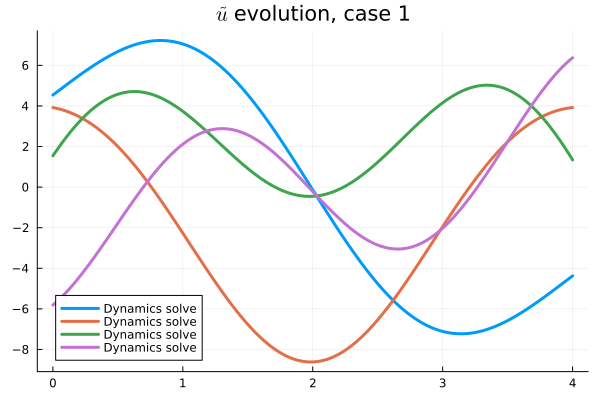 ũ evolution, case 1
6
4
2
0
−2
−4
−6
−8
Dynamics solve
Dynamics solve
Dynamics solve
Dynamics solve
0 1 2 3 4